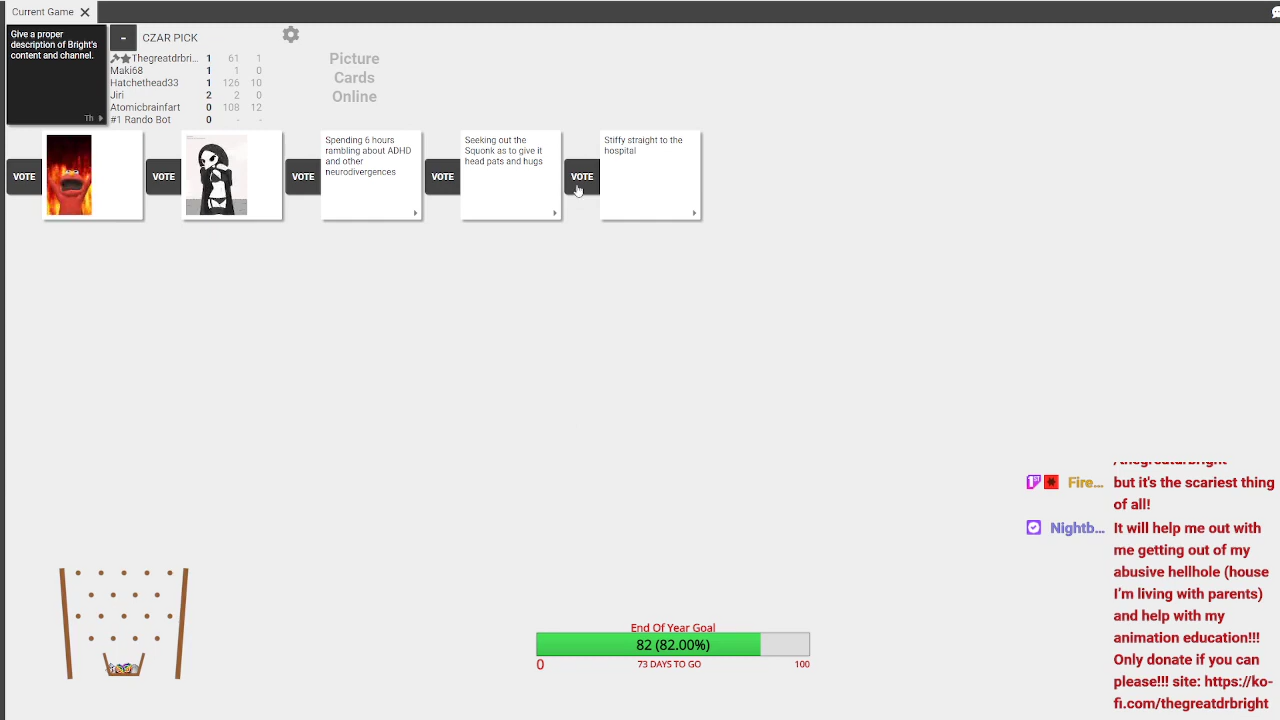 Current Game
Give a proper
description of Bright's
content and channel.
Th
-
CZAR PICK
Thegreatdrbri... 1 61 1
Maki68 1 1 0
Hatchethead33 1 126 10
Jiri 2 2 0
Atomicbrainfart 0 108 12
#1 Rando Bot 0 - -
Picture
Cards
Online
VOTE
VOTE
VOTE
Spending 6 hours
rambling about ADHD
and other
neurodivergences
VOTE
Seeking out the
Squonk as to give it
head pats and hugs
VOTE
Stiffy straight to the
hospital
/thegreatdrbright
Fire... but it's the scariest thing
of all!
Nightb... It will help me out with
me getting out of my
abusive hellhole (house
I'm living with parents)
and help with my
animation education!!!
Only donate if you can
please!!! site: https://ko-
fi.com/thegreatdrbright
End Of Year Goal
82 (82.00%)
0 73 DAYS TO GO 100